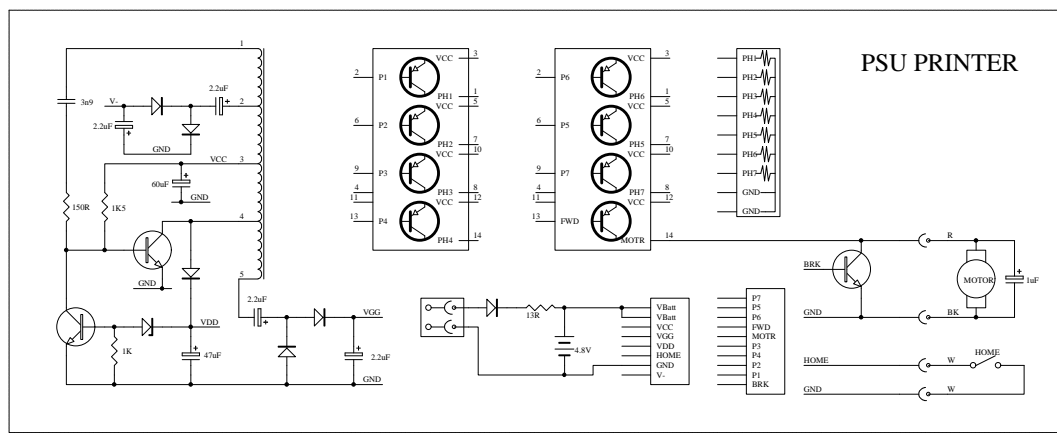 PSU PRINTER
1
3n9
2.2uF
V-
2
2.2uF
GND
VCC
3
60uF
GND
150R
1K5
4
GND
5
2.2uF
VGG
VDD
1K
47uF
2.2uF
GND
VCC
3
2
P1
PH1
1
VCC
5
6
P2
PH2
7
VCC
10
9
P3
4
PH3
8
11
VCC
12
13
P4
PH4
14
VCC
3
2
P6
PH6
1
VCC
5
6
P5
PH5
7
VCC
10
9
P7
4
PH7
8
11
VCC
12
13
FWD
MOTR
14
PH1
PH2
PH3
PH4
PH5
PH6
PH7
GND
GND
13R
4.8V
VBatt
VBatt
VCC
VGG
VDD
HOME
GND
V-
P7
P5
P6
FWD
MOTR
P3
P4
P2
P1
BRK
R
BRK
MOTOR
1uF
GND
BK
HOME
HOME
W
GND
W